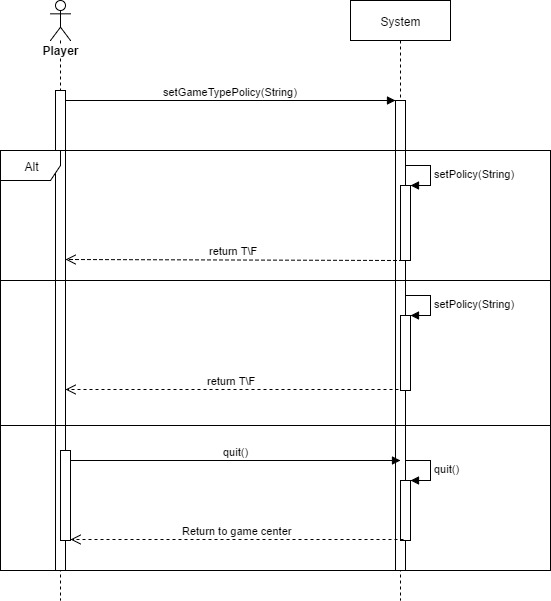 System
Player
setGameTypePolicy(String)
Alt
setPolicy(String)
return T\F
setPolicy(String)
return T\F
quit()
quit()
Return to game center